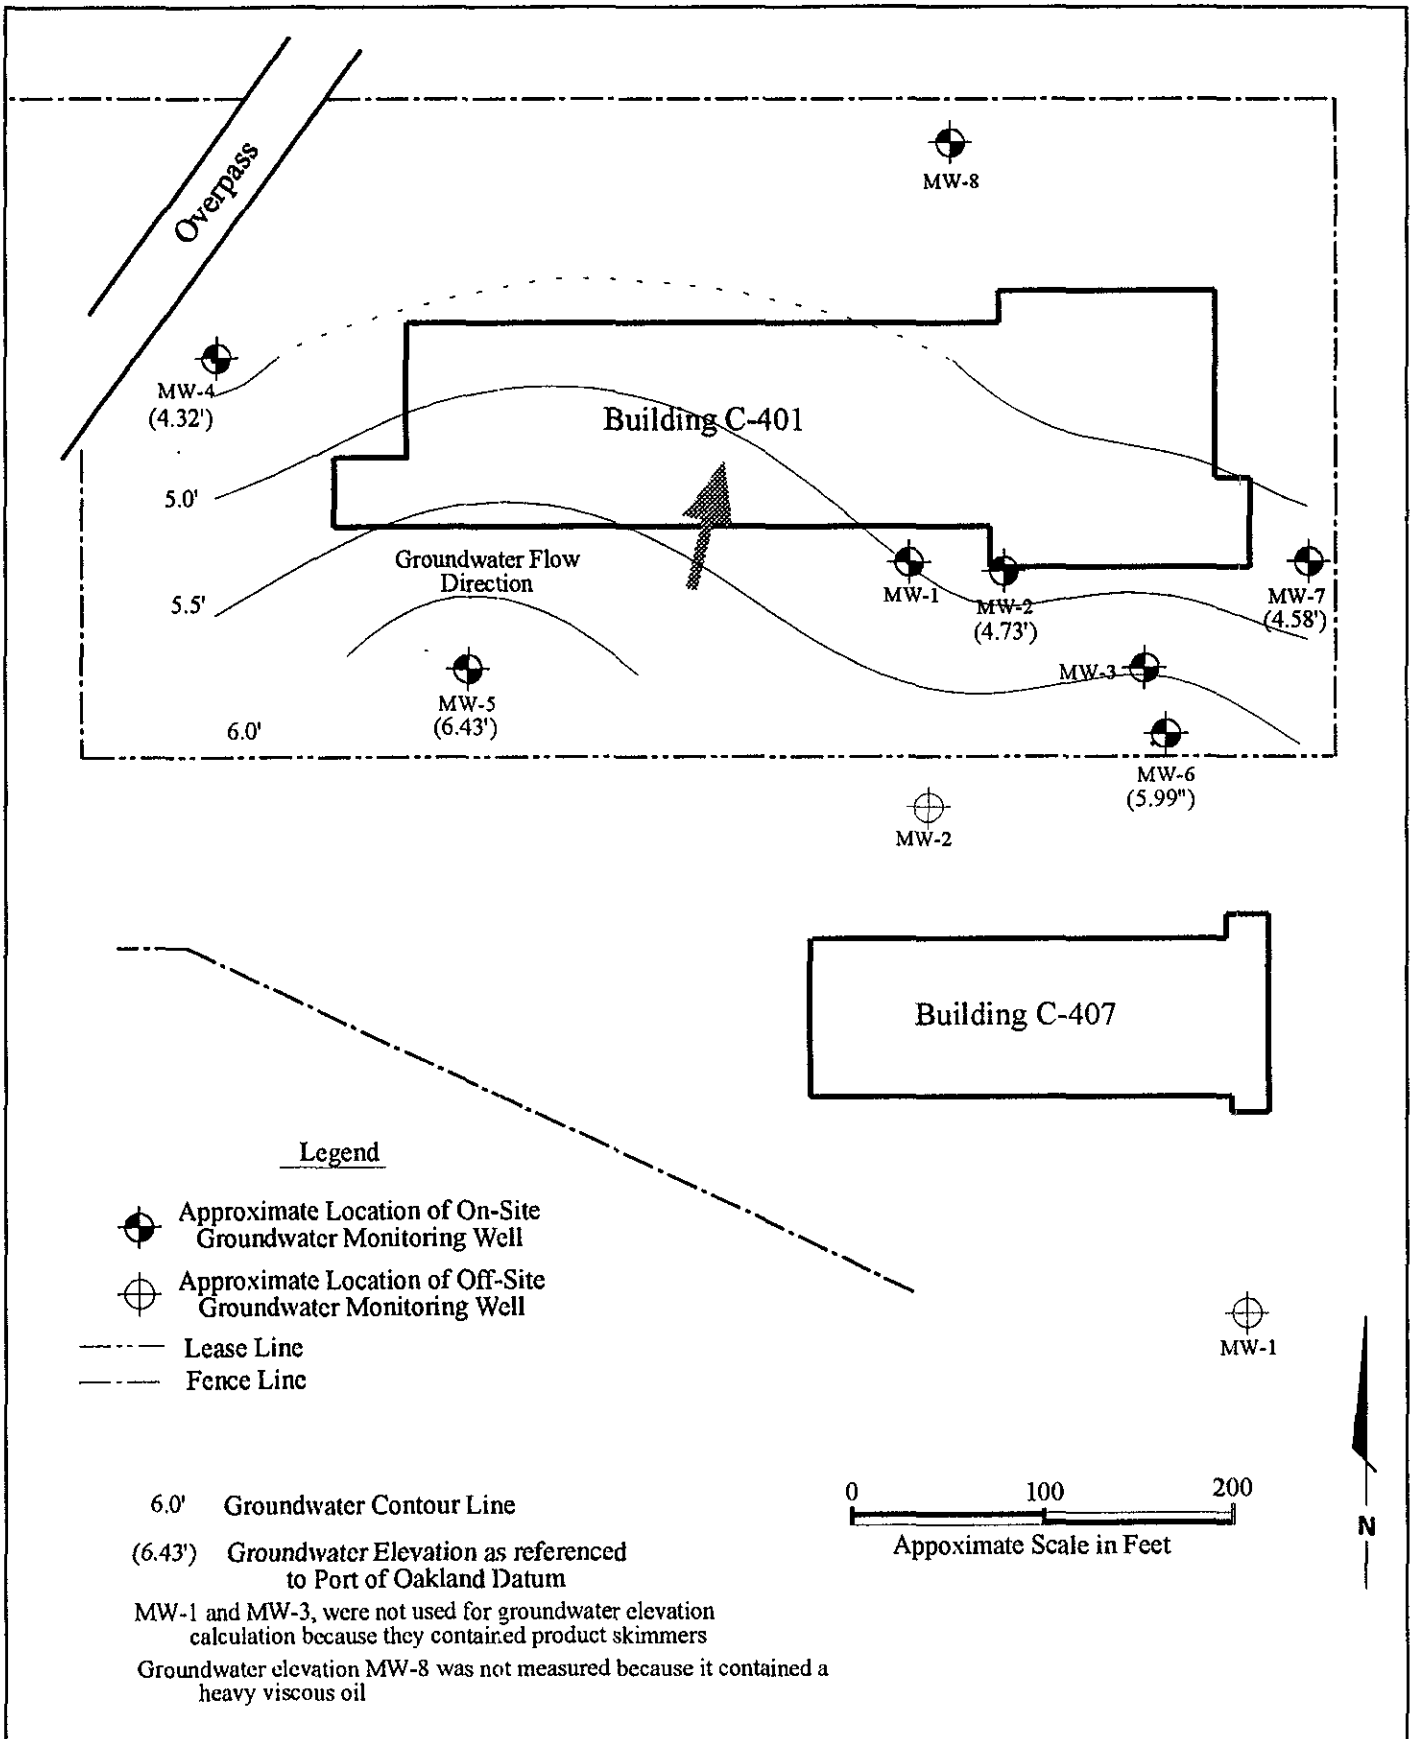 Overpass
MW-8
MW-4
(4.32')
Building C-401
5.0'
Groundwater Flow
Direction
5.5'
MW-1
MW-2
(4.73')
MW-7
(4.58')
MW-3
MW-5
(6.43')
6.0'
MW-6
(5.99")
MW-2
Building C-407
Legend
Approximate Location of On-Site
Groundwater Monitoring Well
Approximate Location of Off-Site
Groundwater Monitoring Well
Lease Line
Fence Line
MW-1
6.0' Groundwater Contour Line
(6.43') Groundwater Elevation as referenced
to Port of Oakland Datum
MW-1 and MW-3, were not used for groundwater elevation
calculation because they contained product skimmers
Groundwater elevation MW-8 was not measured because it contained a
heavy viscous oil
0 100 200
Appoximate Scale in Feet
N